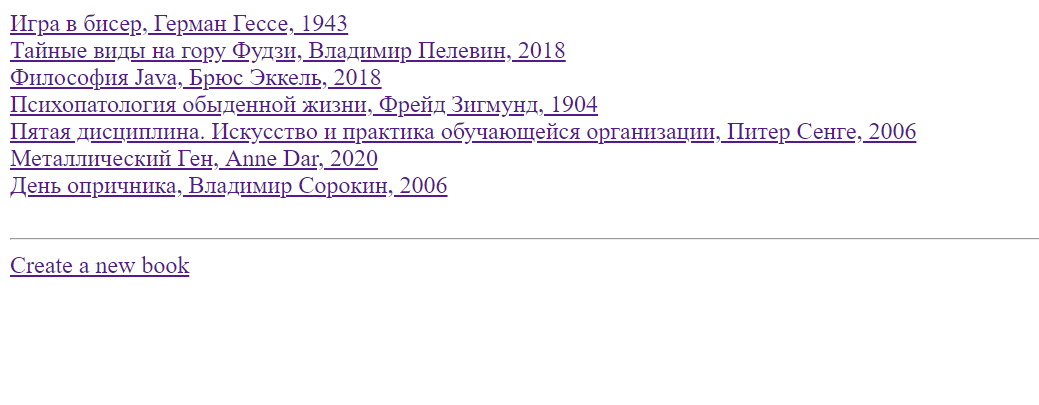 Игра в бисер, Герман Гессе, 1943
Тайные виды на гору Фудзи, Владимир Пелевин, 2018
Философия Java, Брюс Эккель, 2018
Психопатология обыденной жизни, Фрейд Зигмунд, 1904
Пятая дисциплина. Искусство и практика обучающейся организации, Питер Сенге, 2006
Металлический Ген, Anne Dar, 2020
День опричника, Владимир Сорокин, 2006
Create a new book